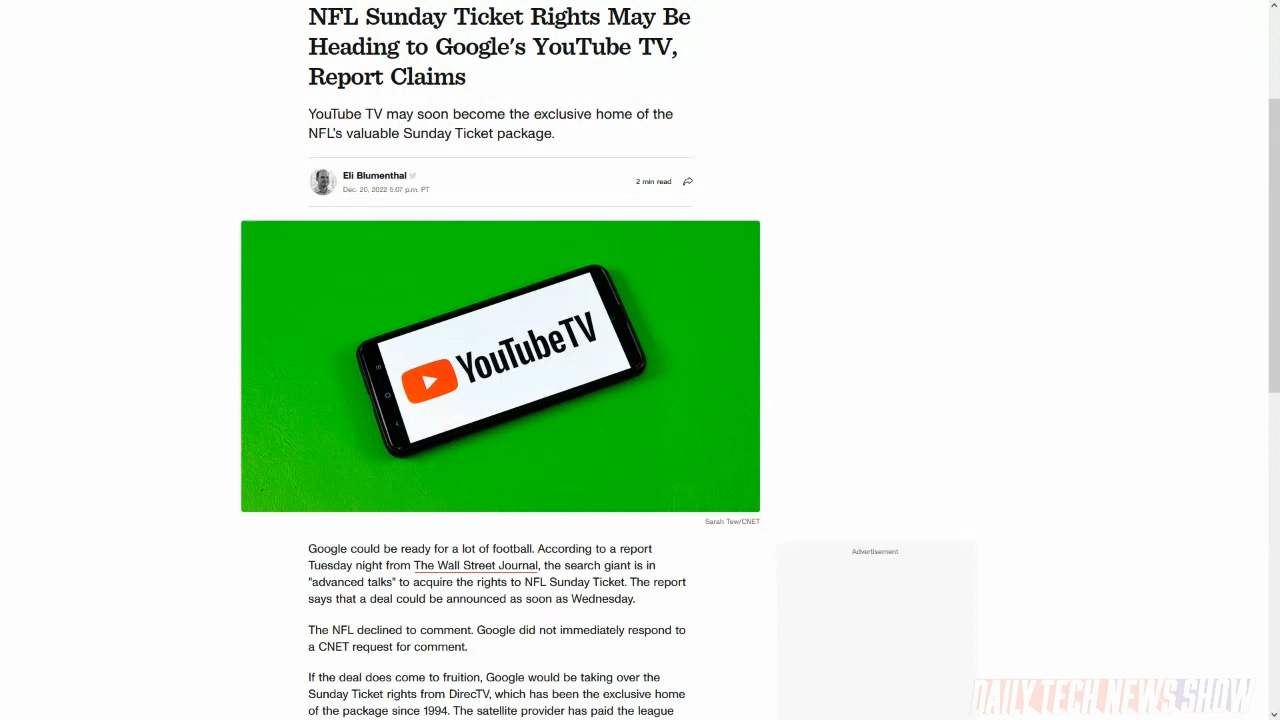 NFL Sunday Ticket Rights May Be
Heading to Google's YouTube TV,
Report Claims
YouTube TV may soon become the exclusive home of the
NFL's valuable Sunday Ticket package.
Eli Blumenthal
Dec. 20, 2022 5:07 p.m. PT
2 min read
YouTubeTV
Sarah Tew/CNET
Google could be ready for a lot of football. According to a report
Tuesday night from The Wall Street Journal, the search giant is in
"advanced talks" to acquire the rights to NFL Sunday Ticket. The report
says that a deal could be announced as soon as Wednesday.
The NFL declined to comment. Google did not immediately respond to
a CNET request for comment.
If the deal does come to fruition, Google would be taking over the
Sunday Ticket rights from DirecTV, which has been the exclusive home
of the package since 1994. The satellite provider has paid the league
Advertisement
DAILY TECH NEWS SHOW